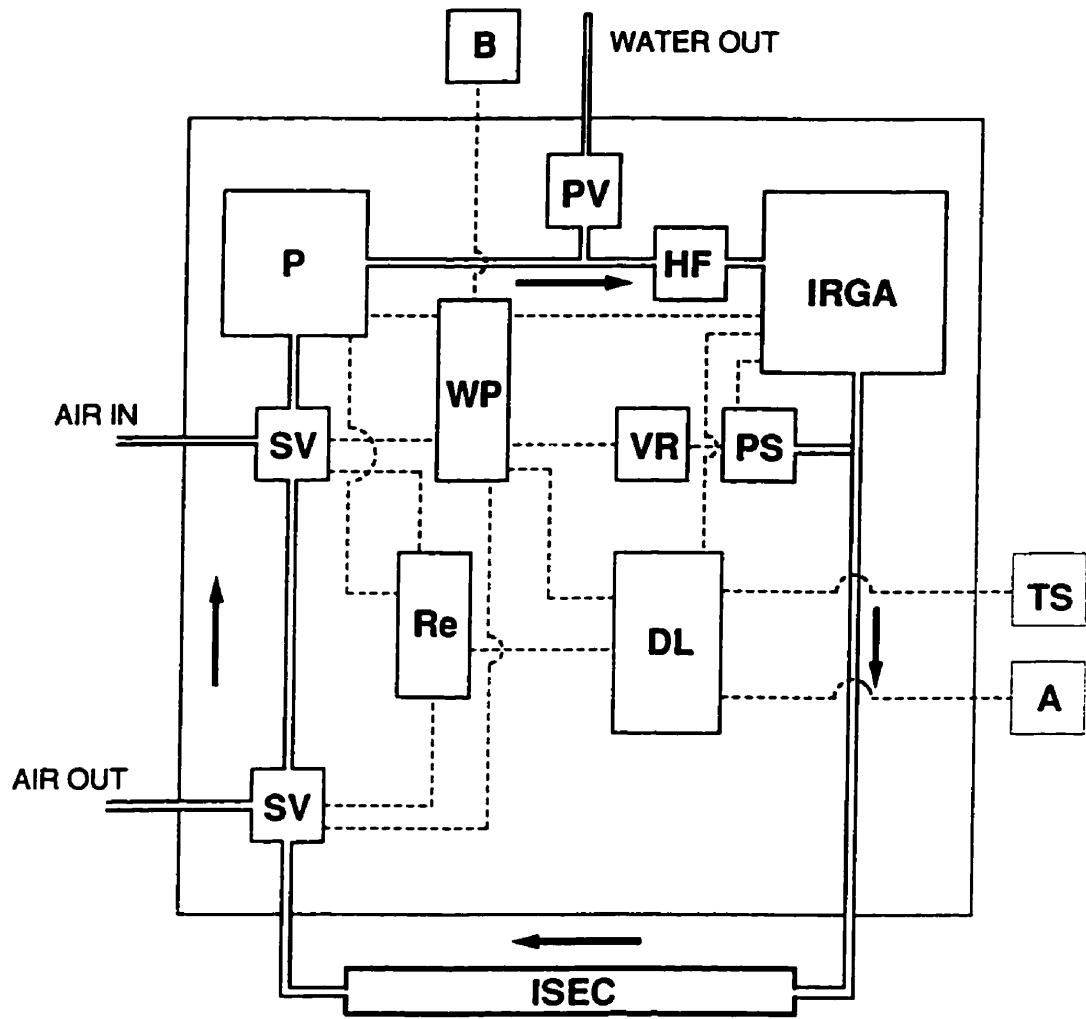 B
WATER OUT
PV
P
HF
IRGA
WP
AIR IN
SV
VR
PS
Re
DL
TS
A
AIR OUT
SV
ISEC